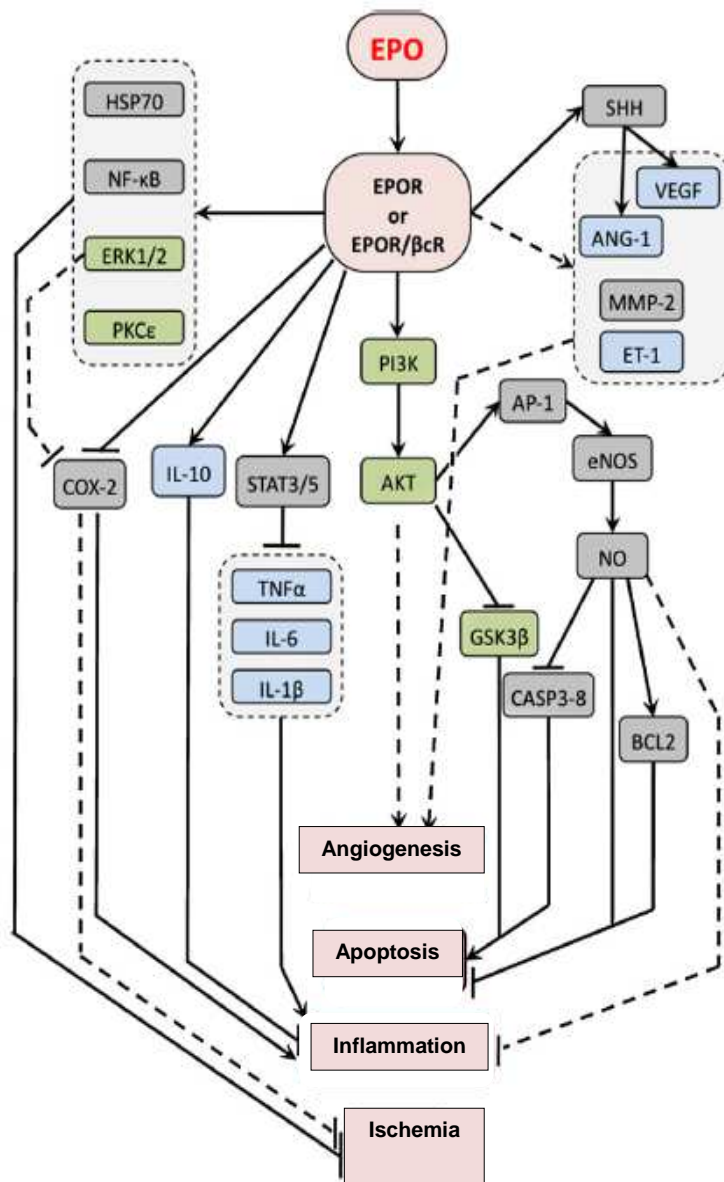 EPO
HSP70
SHH
NF-κB
EPOR
or
EPOR/βcR
VEGF
ANG-1
ERK1/2
MMP-2
PKCε
PI3K
ET-1
AP-1
COX-2
IL-10
STAT3/5
AKT
eNOS
NO
TNFα
IL-6
GSK3β
IL-1β
CASP3-8
BCL2
Angiogenesis
Apoptosis
Inflammation
Ischemia